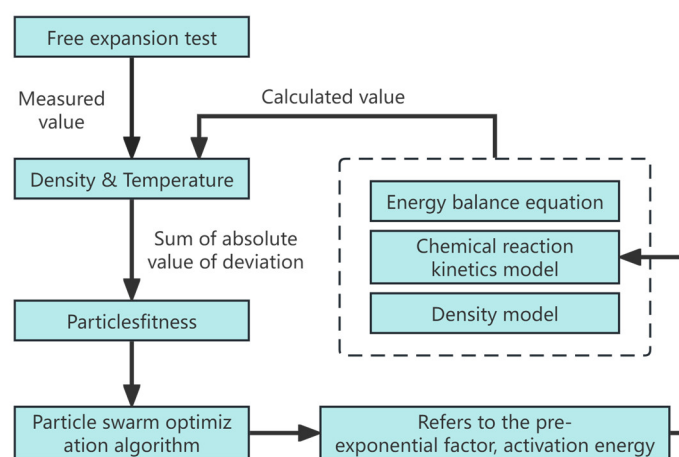 Free expansion test
Measured
value
Calculated value
Density & Temperature
Energy balance equation
Sum of absolute
value of deviation
Chemical reaction
kinetics model
Density model
Particlesfitness
Particle swarm optimiz
ation algorithm
Refers to the pre-
exponential factor, activation energy